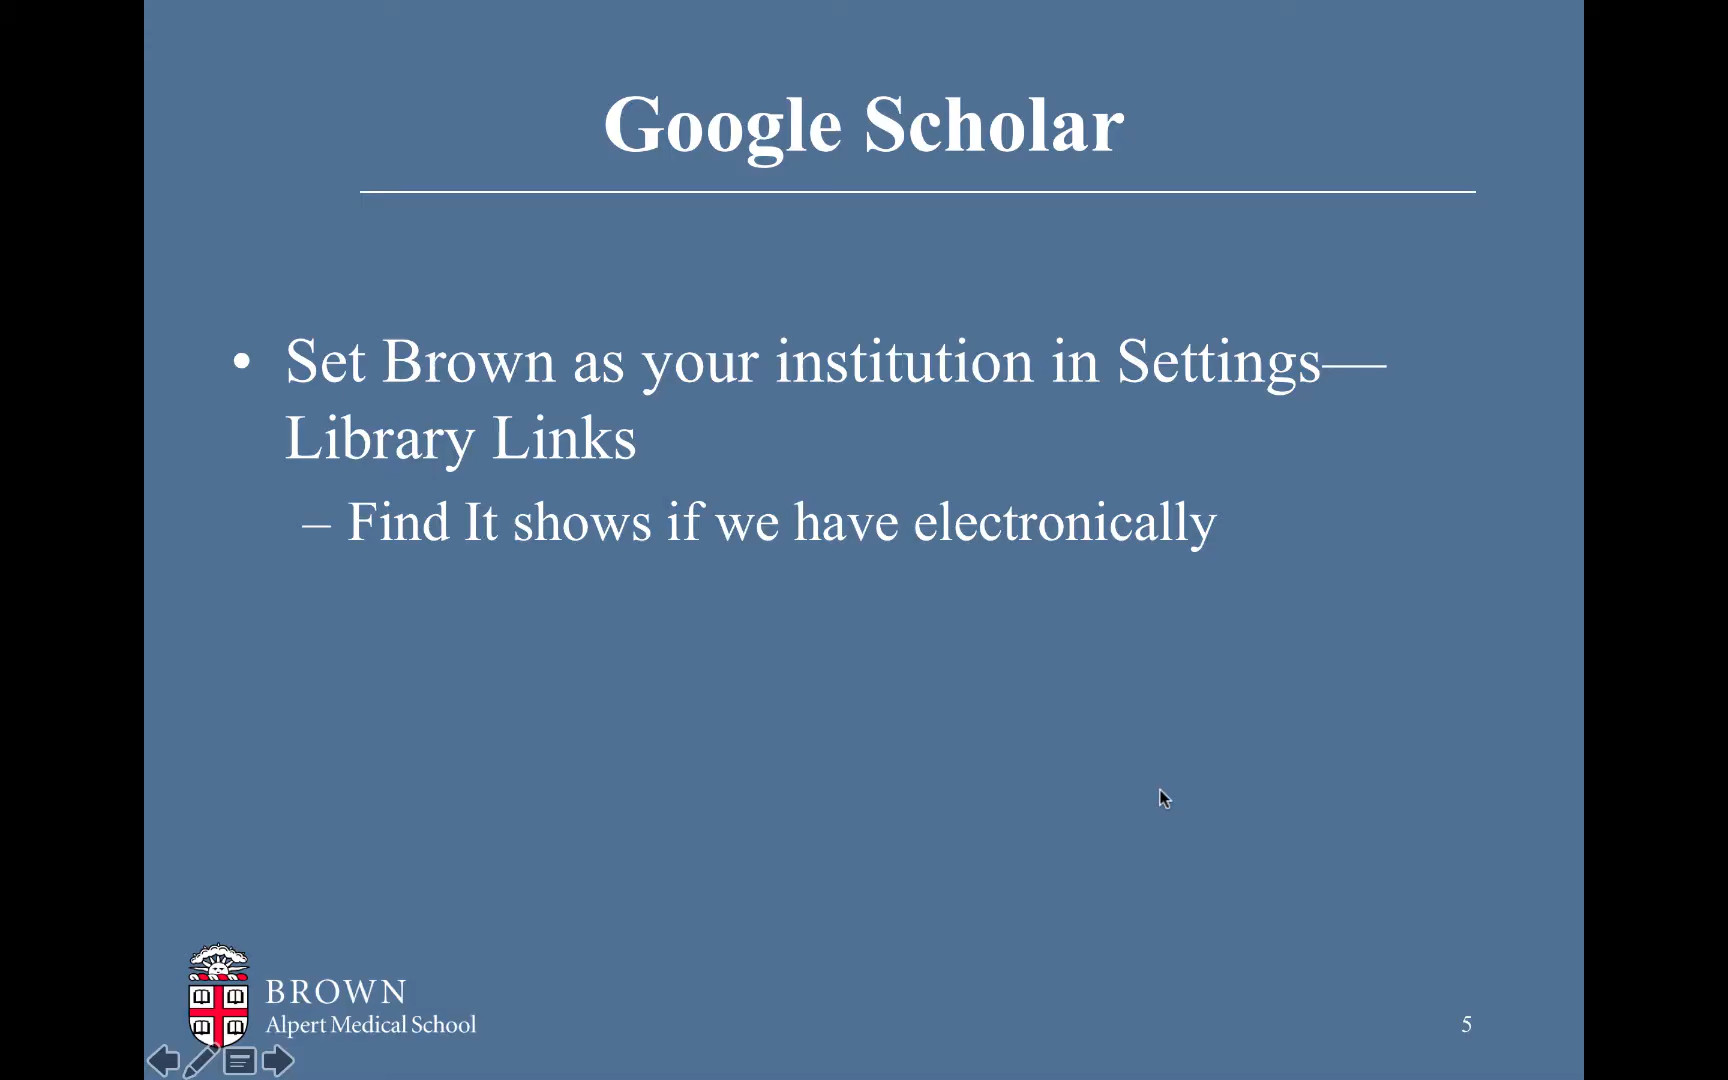 Google Scholar
• Set Brown as your institution in Settings—
Library Links
– Find It shows if we have electronically
BROWN
Alpert Medical School
5